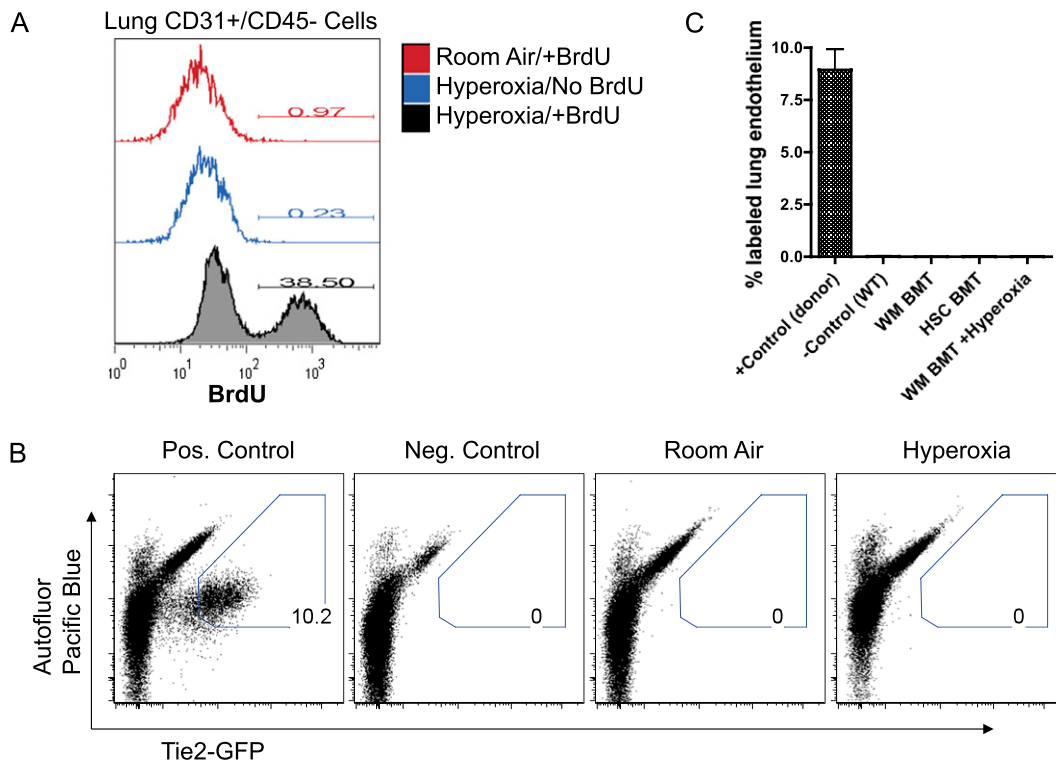 A
Lung CD31+/CD45- Cells
Room Air/+BrdU
Hyperoxia/No BrdU
Hyperoxia/+BrdU
0.97
0.23
38.50
10^0 10^1 10^2 10^3
BrdU
C
% labeled lung endothelium
10.0
7.5
5.0
2.5
0.0
+Control (donor)
-Control (WT)
WM BMT
HSC BMT
WM BMT +Hyperoxia
B
Pos. Control
Neg. Control
Room Air
Hyperoxia
10.2
0
0
0
Autofluor
Pacific Blue
Tie2-GFP